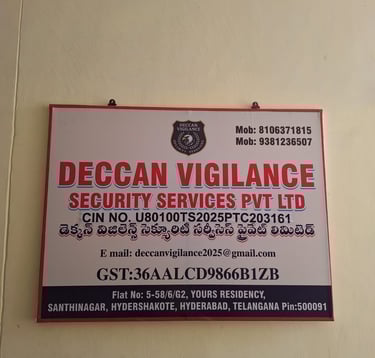 DECCAN
VIGILANCE
Mob: 8106371815
Mob: 9381236507
DECCAN VIGILANCE
SECURITY SERVICES PVT LTD
CIN NO. U80100TS2025PTC203161
డెక్కన్ విజిలెన్స్ సెక్యూరిటీ సర్వీసెస్ ప్రైవేట్ లిమిటెడ్
E mail: deccanvigilance2025@gmail.com
GST:36AALCD9866B1ZB
Flat No: 5-58/6/G2, YOURS RESIDENCY,
SANTHINAGAR, HYDERSHAKOTE, HYDERABAD, TELANGANA Pin:500091